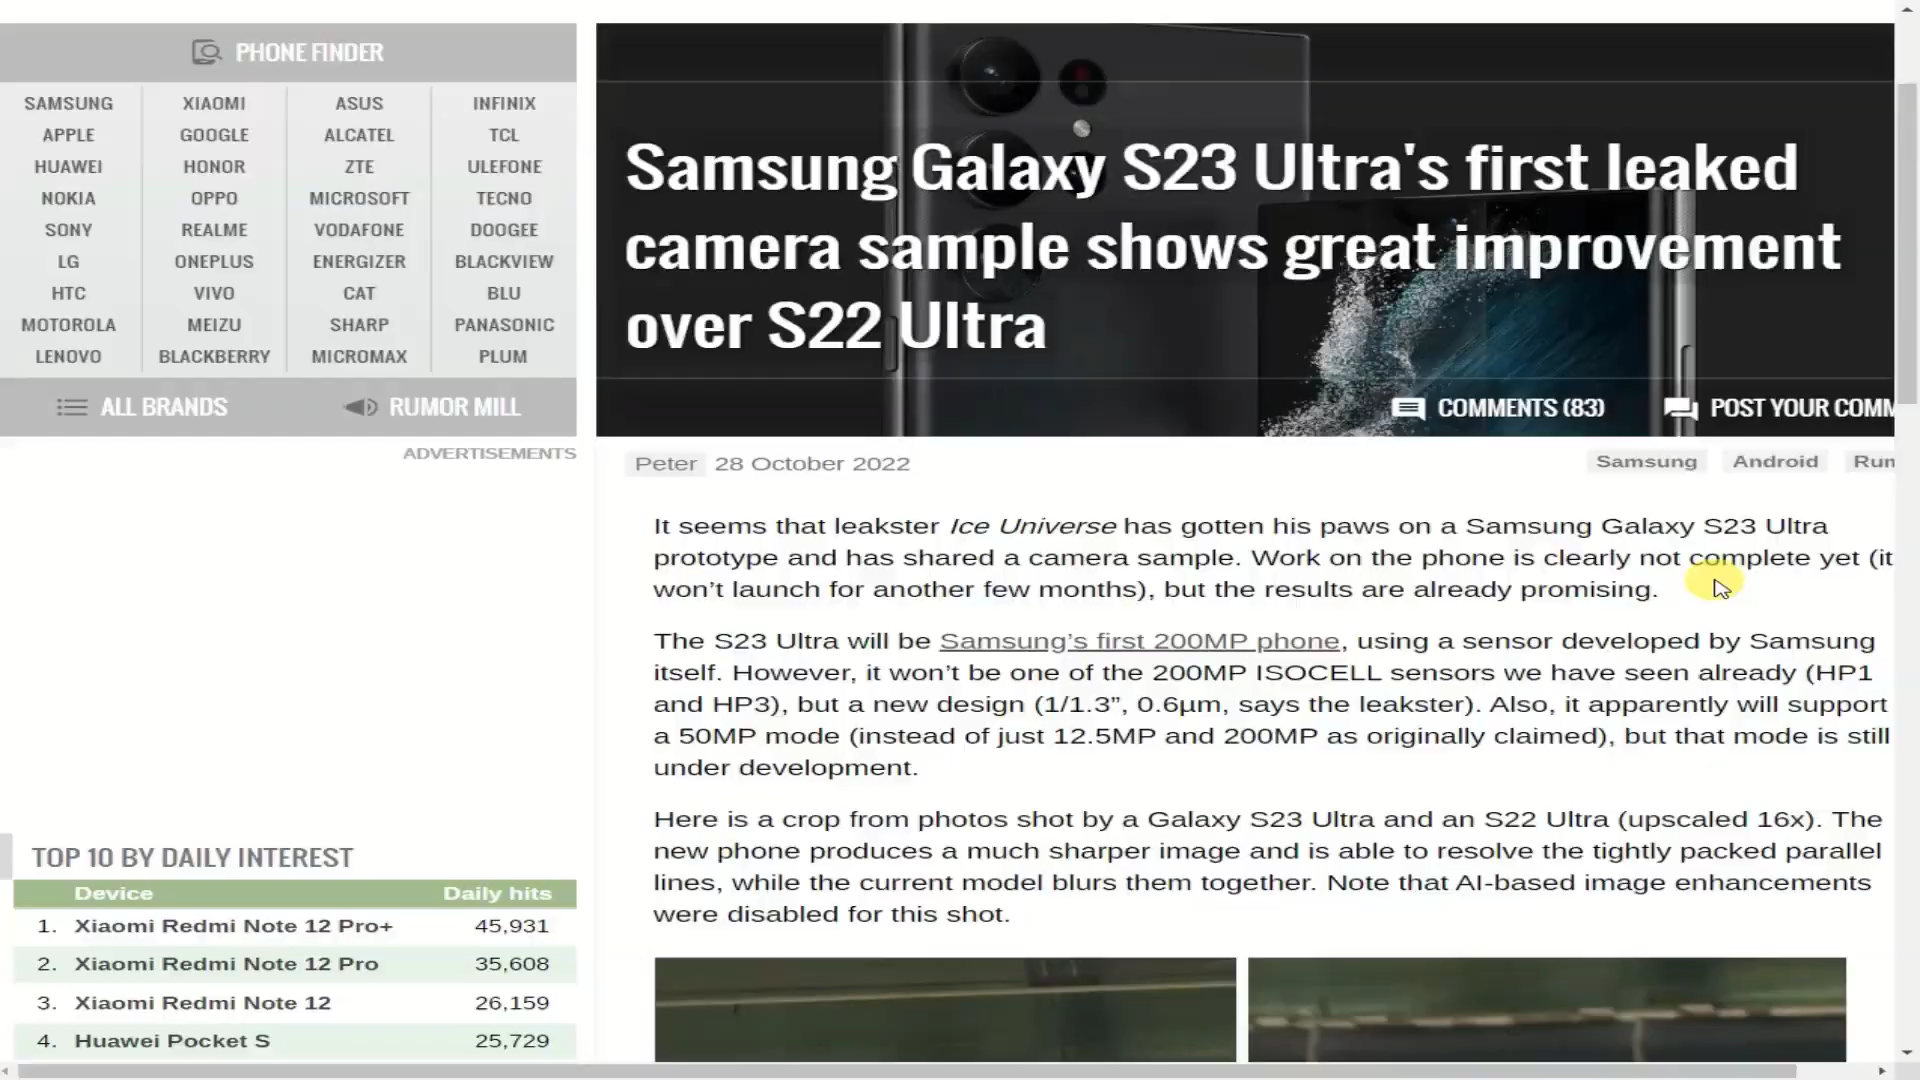 PHONE FINDER
SAMSUNG XIAOMI ASUS INFINIX
APPLE GOOGLE ALCATEL TCL
HUAWEI HONOR ZTE ULEFONE
NOKIA OPPO MICROSOFT TECNO
SONY REALME VODAFONE DOOGEE
LG ONEPLUS ENERGIZER BLACKVIEW
HTC VIVO CAT BLU
MOTOROLA MEIZU SHARP PANASONIC
LENOVO BLACKBERRY MICROMAX PLUM
ALL BRANDS RUMOR MILL
ADVERTISEMENTS
TOP 10 BY DAILY INTEREST
Device Daily hits
1. Xiaomi Redmi Note 12 Pro+ 45,931
2. Xiaomi Redmi Note 12 Pro 35,608
3. Xiaomi Redmi Note 12 26,159
4. Huawei Pocket S 25,729
Samsung Galaxy S23 Ultra's first leaked
camera sample shows great improvement
over S22 Ultra
COMMENTS (83) POST YOUR COMM
Peter 28 October 2022 Samsung Android Rum
It seems that leakster Ice Universe has gotten his paws on a Samsung Galaxy S23 Ultra
prototype and has shared a camera sample. Work on the phone is clearly not complete yet (it
won’t launch for another few months), but the results are already promising.
The S23 Ultra will be Samsung’s first 200MP phone, using a sensor developed by Samsung
itself. However, it won’t be one of the 200MP ISOCELL sensors we have seen already (HP1
and HP3), but a new design (1/1.3”, 0.6µm, says the leakster). Also, it apparently will support
a 50MP mode (instead of just 12.5MP and 200MP as originally claimed), but that mode is still
under development.
Here is a crop from photos shot by a Galaxy S23 Ultra and an S22 Ultra (upscaled 16x). The
new phone produces a much sharper image and is able to resolve the tightly packed parallel
lines, while the current model blurs them together. Note that AI-based image enhancements
were disabled for this shot.